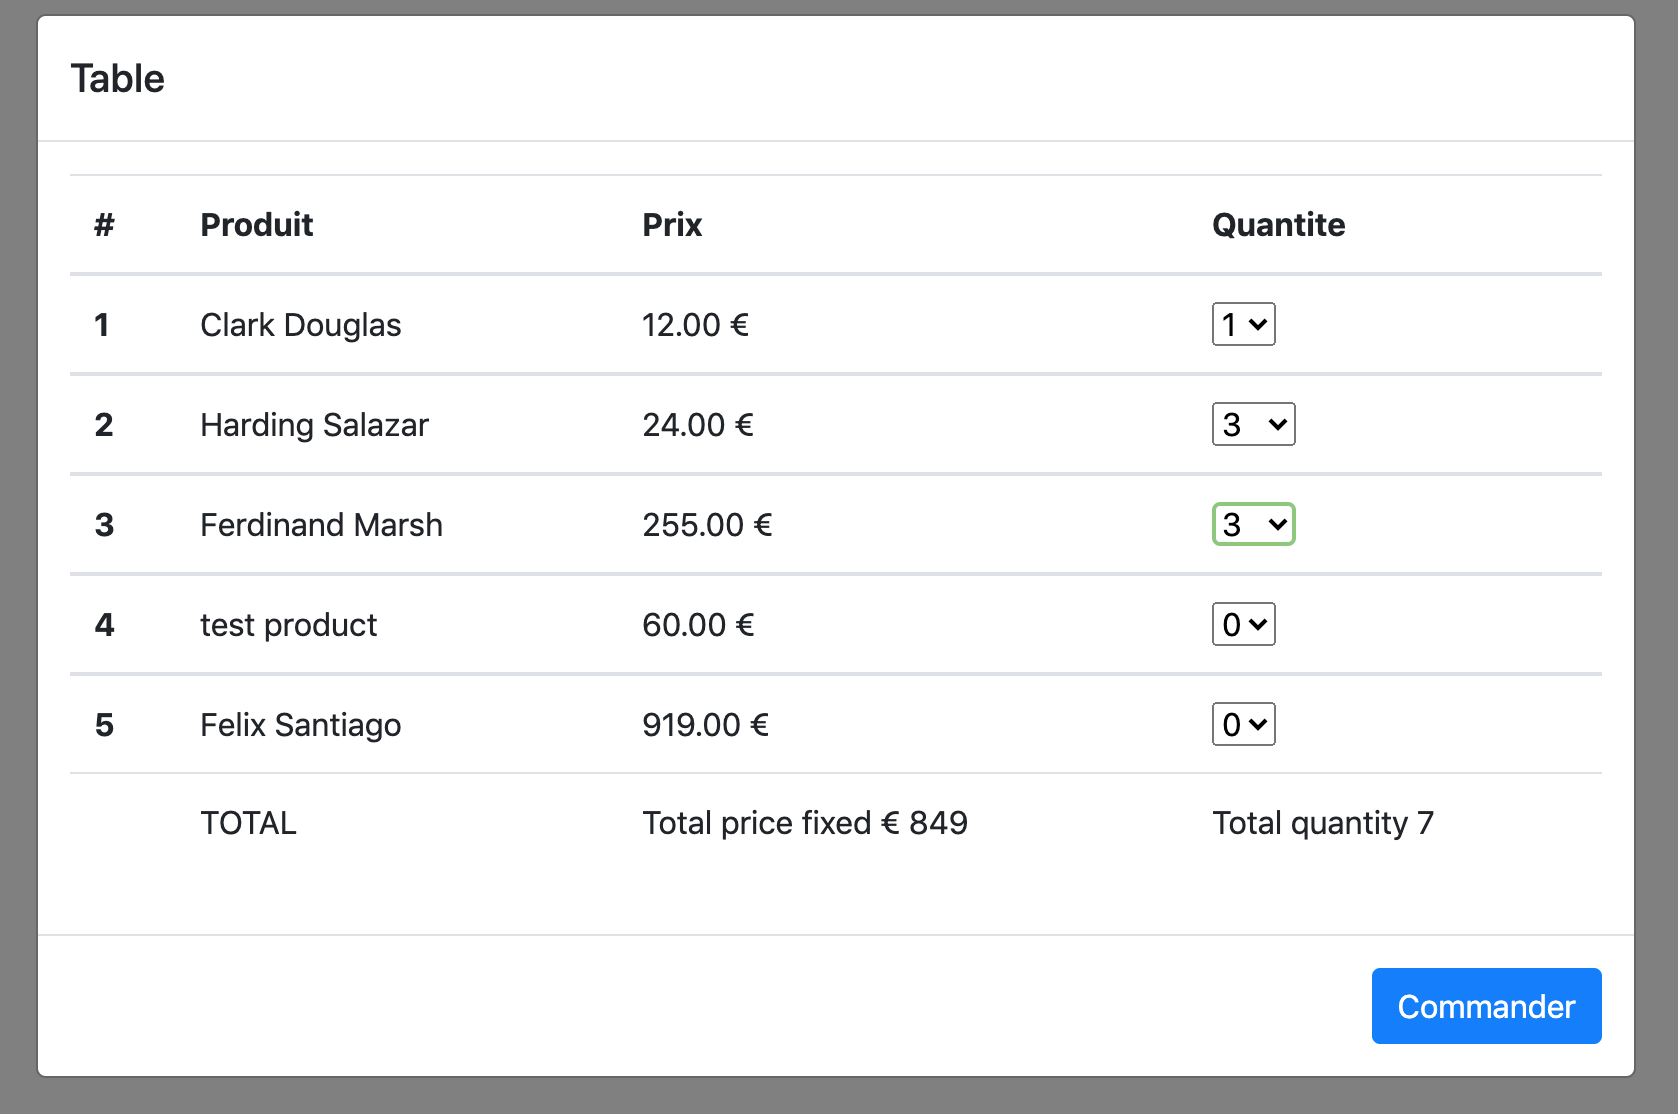 Table
# Produit Prix Quantite
1 Clark Douglas 12.00 € 1
2 Harding Salazar 24.00 € 3
3 Ferdinand Marsh 255.00 € 3
4 test product 60.00 € 0
5 Felix Santiago 919.00 € 0
TOTAL Total price fixed € 849 Total quantity 7
Commander